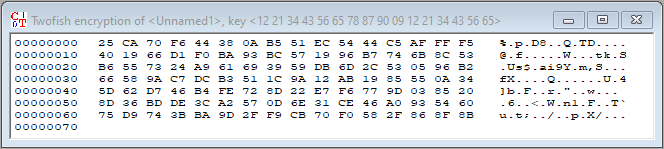 Twofish encryption of <Unnamed1>, key <12 21 34 43 56 65 78 87 90 09 12 21 34 43 56 65>
00000000 25 CA 70 F6 44 38 0A B5 51 EC 54 44 C5 AF FF F5 %.p.D8..Q.TD....
00000010 40 19 66 D1 F0 BA 93 BC 57 19 96 B7 74 6B 8C 53 @.f.....W...tk.S
00000020 B6 55 73 24 A9 61 69 39 59 DB 6D 2C 53 05 96 B2 .Us$.ai9Y.m,S...
00000030 66 58 9A C7 DC B3 51 1C 9A 12 AB 19 85 55 0A 34 fX....Q......U.4
00000040 5D 62 D7 46 B4 FE 72 8D 22 E7 F6 77 9D 03 85 20 ]b.F..r."..w...
00000050 8D 36 BD DE 3C A2 57 0D 6E 31 CE 46 A0 93 54 60 .6..<.W.n1.F..T`
00000060 75 D9 74 3B BA 9D 2F F9 CB 70 F0 58 2F 86 8F 8B u.t;../..p.X/...
00000070